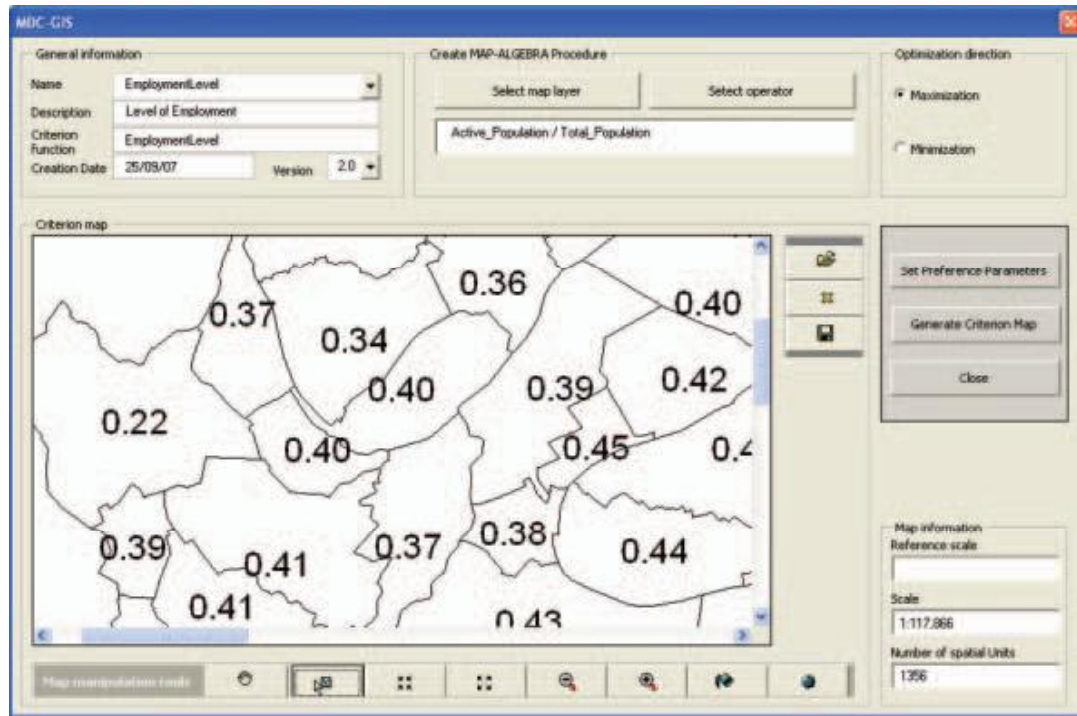 MDC-GIS
General information
Name EmploymentLevel
Description Level of Employment
Criterion Function EmploymentLevel
Creation Date 25/09/07 Version 2.0
Create MAP-ALGEBRA Procedure
Select map layer Setect operator
Active_Population / Total_Population
Optimization direction
Maximization
Minimization
Criterion map
0.36
0.40
0.37
0.34
0.40 0.39 0.42
0.22
0.40 0.45
0.39 0.41 0.37 0.38 0.44
0.41 0.43
Set Preference Parameters
Generate Criterion Map
Close
Map information
Reference scale
Scale
1:117,866
Number of spatial Units
1356
Map manipulation tools